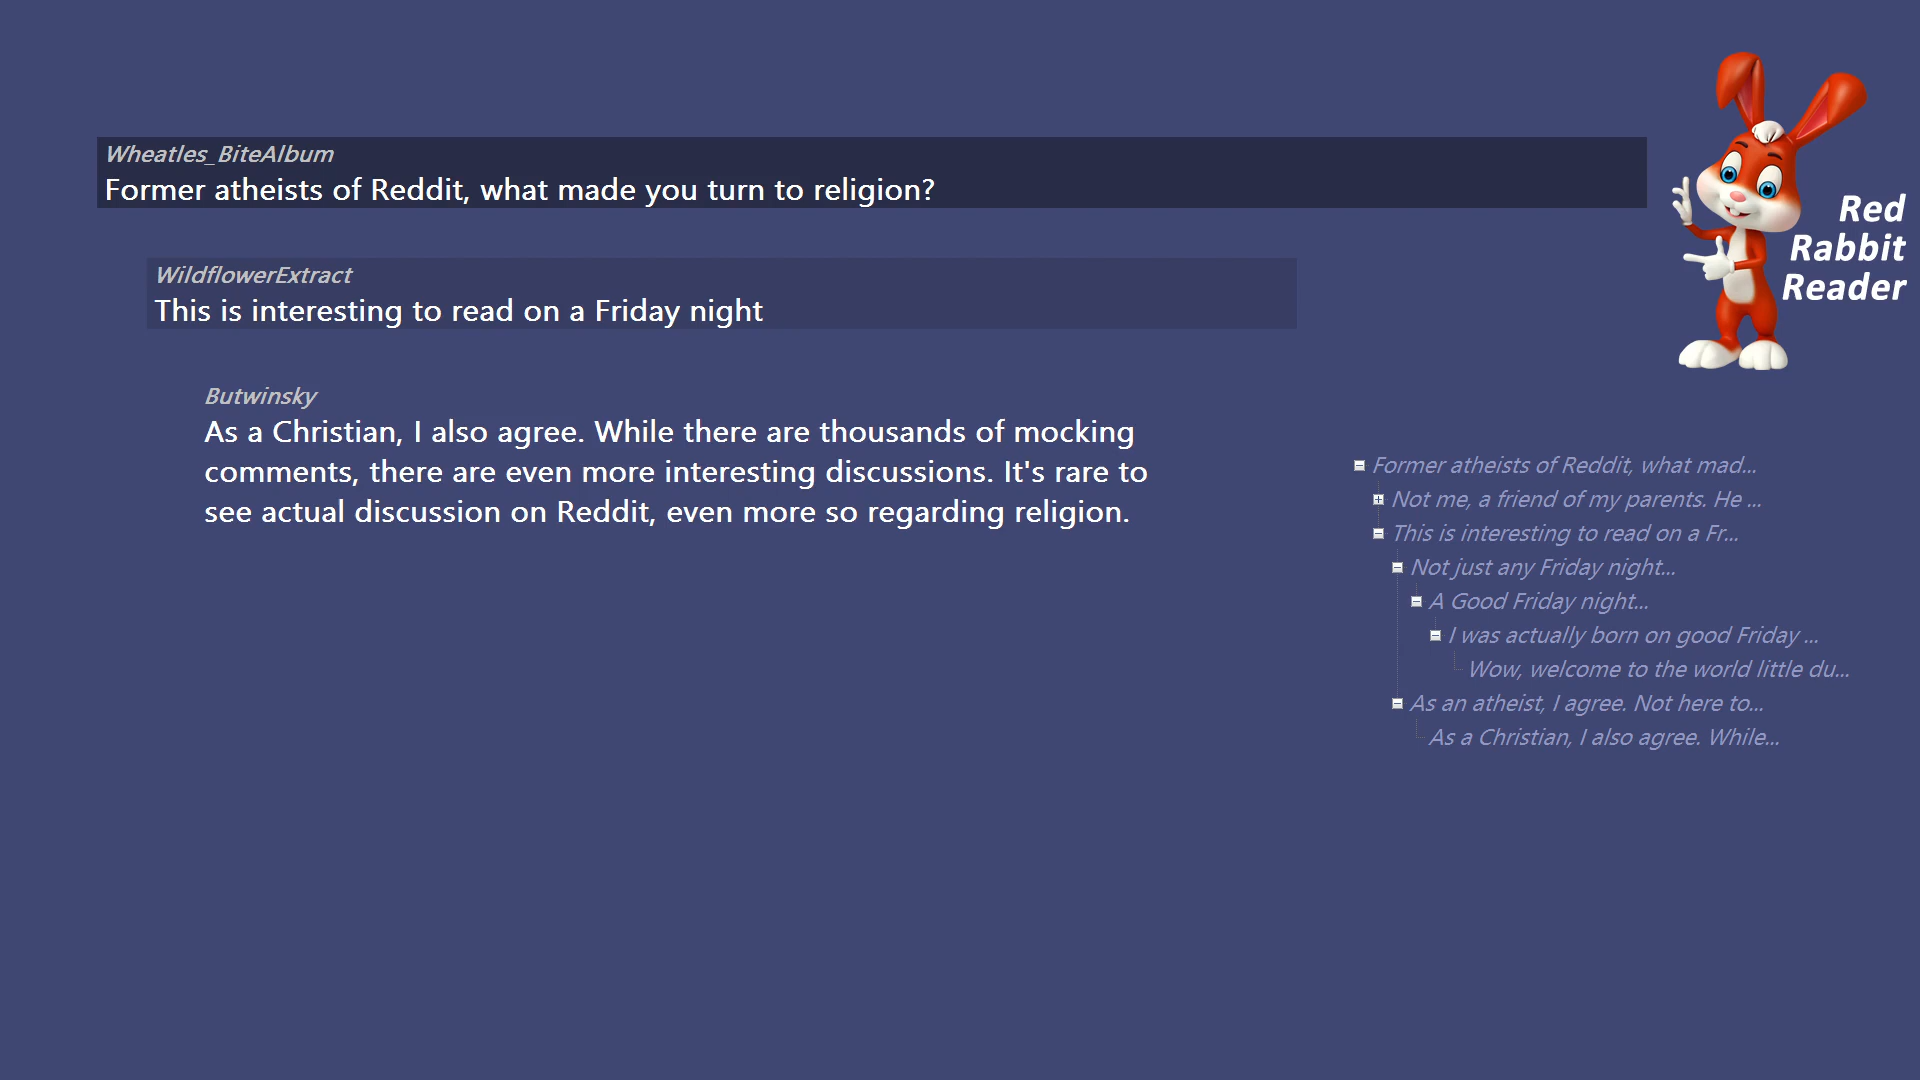 Wheatles_BiteAlbum
Former atheists of Reddit, what made you turn to religion?
WildflowerExtract
This is interesting to read on a Friday night
Butwinsky
As a Christian, I also agree. While there are thousands of mocking
comments, there are even more interesting discussions. It's rare to
see actual discussion on Reddit, even more so regarding religion.
Red
Rabbit
Reader
Former atheists of Reddit, what mad...
Not me, a friend of my parents. He ...
This is interesting to read on a Fr...
Not just any Friday night...
A Good Friday night...
I was actually born on good Friday ...
Wow, welcome to the world little du...
As an atheist, I agree. Not here to...
As a Christian, I also agree. While...